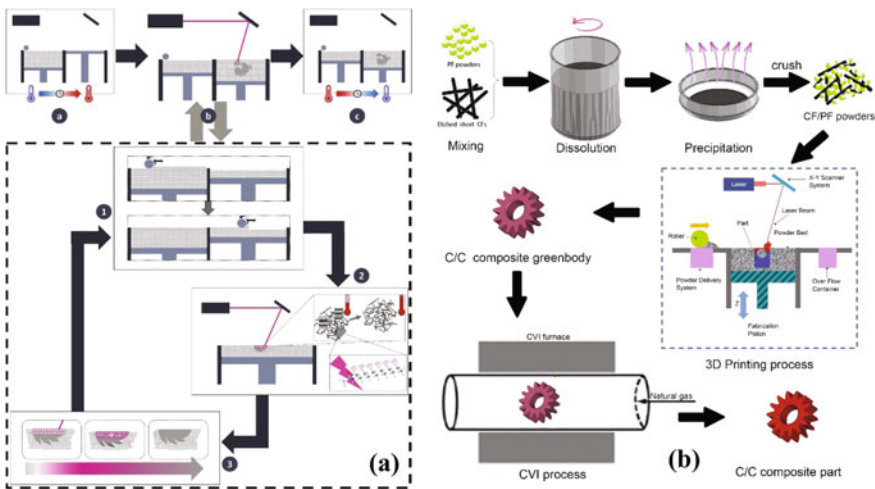 a
b
c
1
2
3
(a)
PF powders
Etched short CFs
Mixing
Dissolution
Precipitation
crush
CF/PF powders
Laser
X-Y Scanner
System
Laser Beam
Powder Bed
Part
Roller
Powder Delivery
System
Z
Fabrication
Piston
Over Flow
Container
3D Printing process
C/C composite greenbody
CVI furnace
Natural gas
CVI process
(b)
C/C composite part